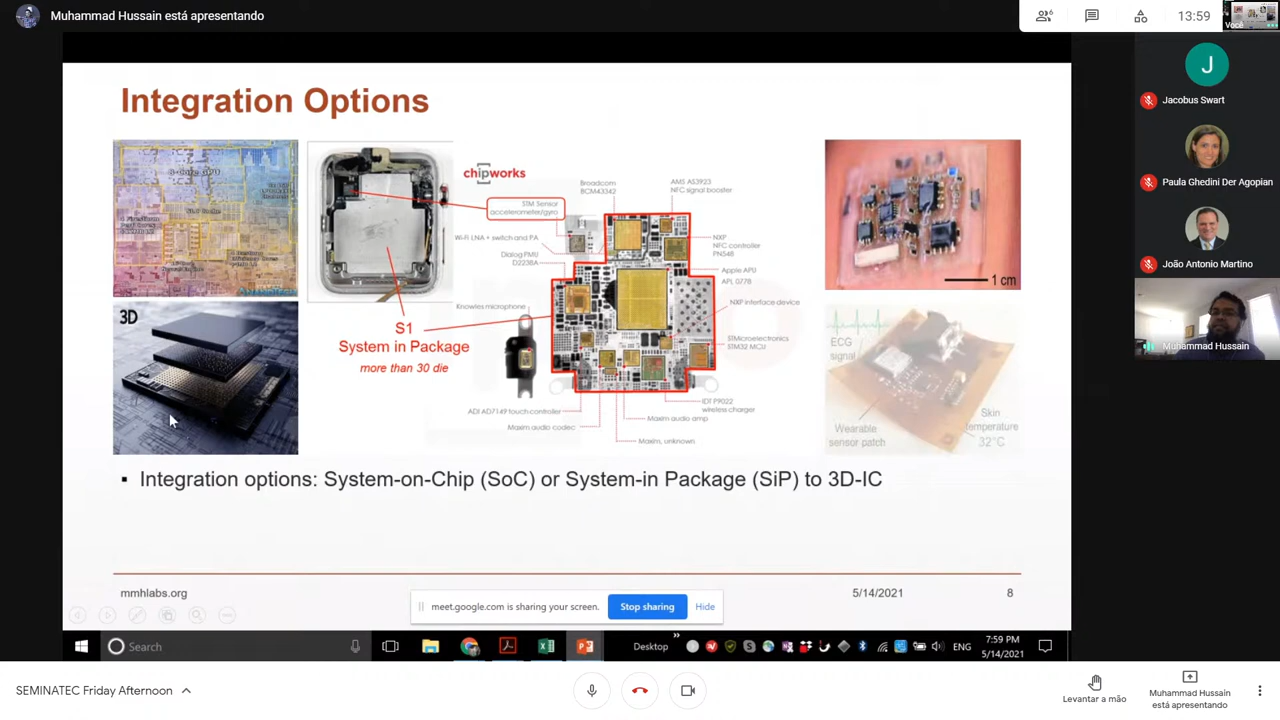 Muhammad Hussain está apresentando
6
13:59
Você
Integration Options
8-Core GPU
3D
chipworks
S1
System in Package
more than 30 die
Broadcom
BCM43342
AMS AS3923
NFC signal booster
STM Sensor
accelerometer/gyro
Wi-Fi LNA + switch and PA
Dialog PMU
D2238A
Knowles microphone
NXP
NFC controller
PN548
Apple APU
APL 0778
NXP interface device
STMicroelectronics
STM32 MCU
IDT P9022
wireless charger
ADI AD7149 touch controller
Maxim audio amp
Maxim audio codec
Maxim, unknown
1 cm
ECG
signal
Wearable
sensor patch
Skin
temperature
32°C
▪ Integration options: System-on-Chip (SoC) or System-in Package (SiP) to 3D-IC
mmhlabs.org
5/14/2021
8
meet.google.com is sharing your screen.
Stop sharing
Hide
Search
Desktop
ENG
7:59 PM
5/14/2021
J
Jacobus Swart
Paula Ghedini Der Agopian
João Antonio Martino
Muhammad Hussain
SEMINATEC Friday Afternoon
Levantar a mão
Muhammad Hussain
está apresentando